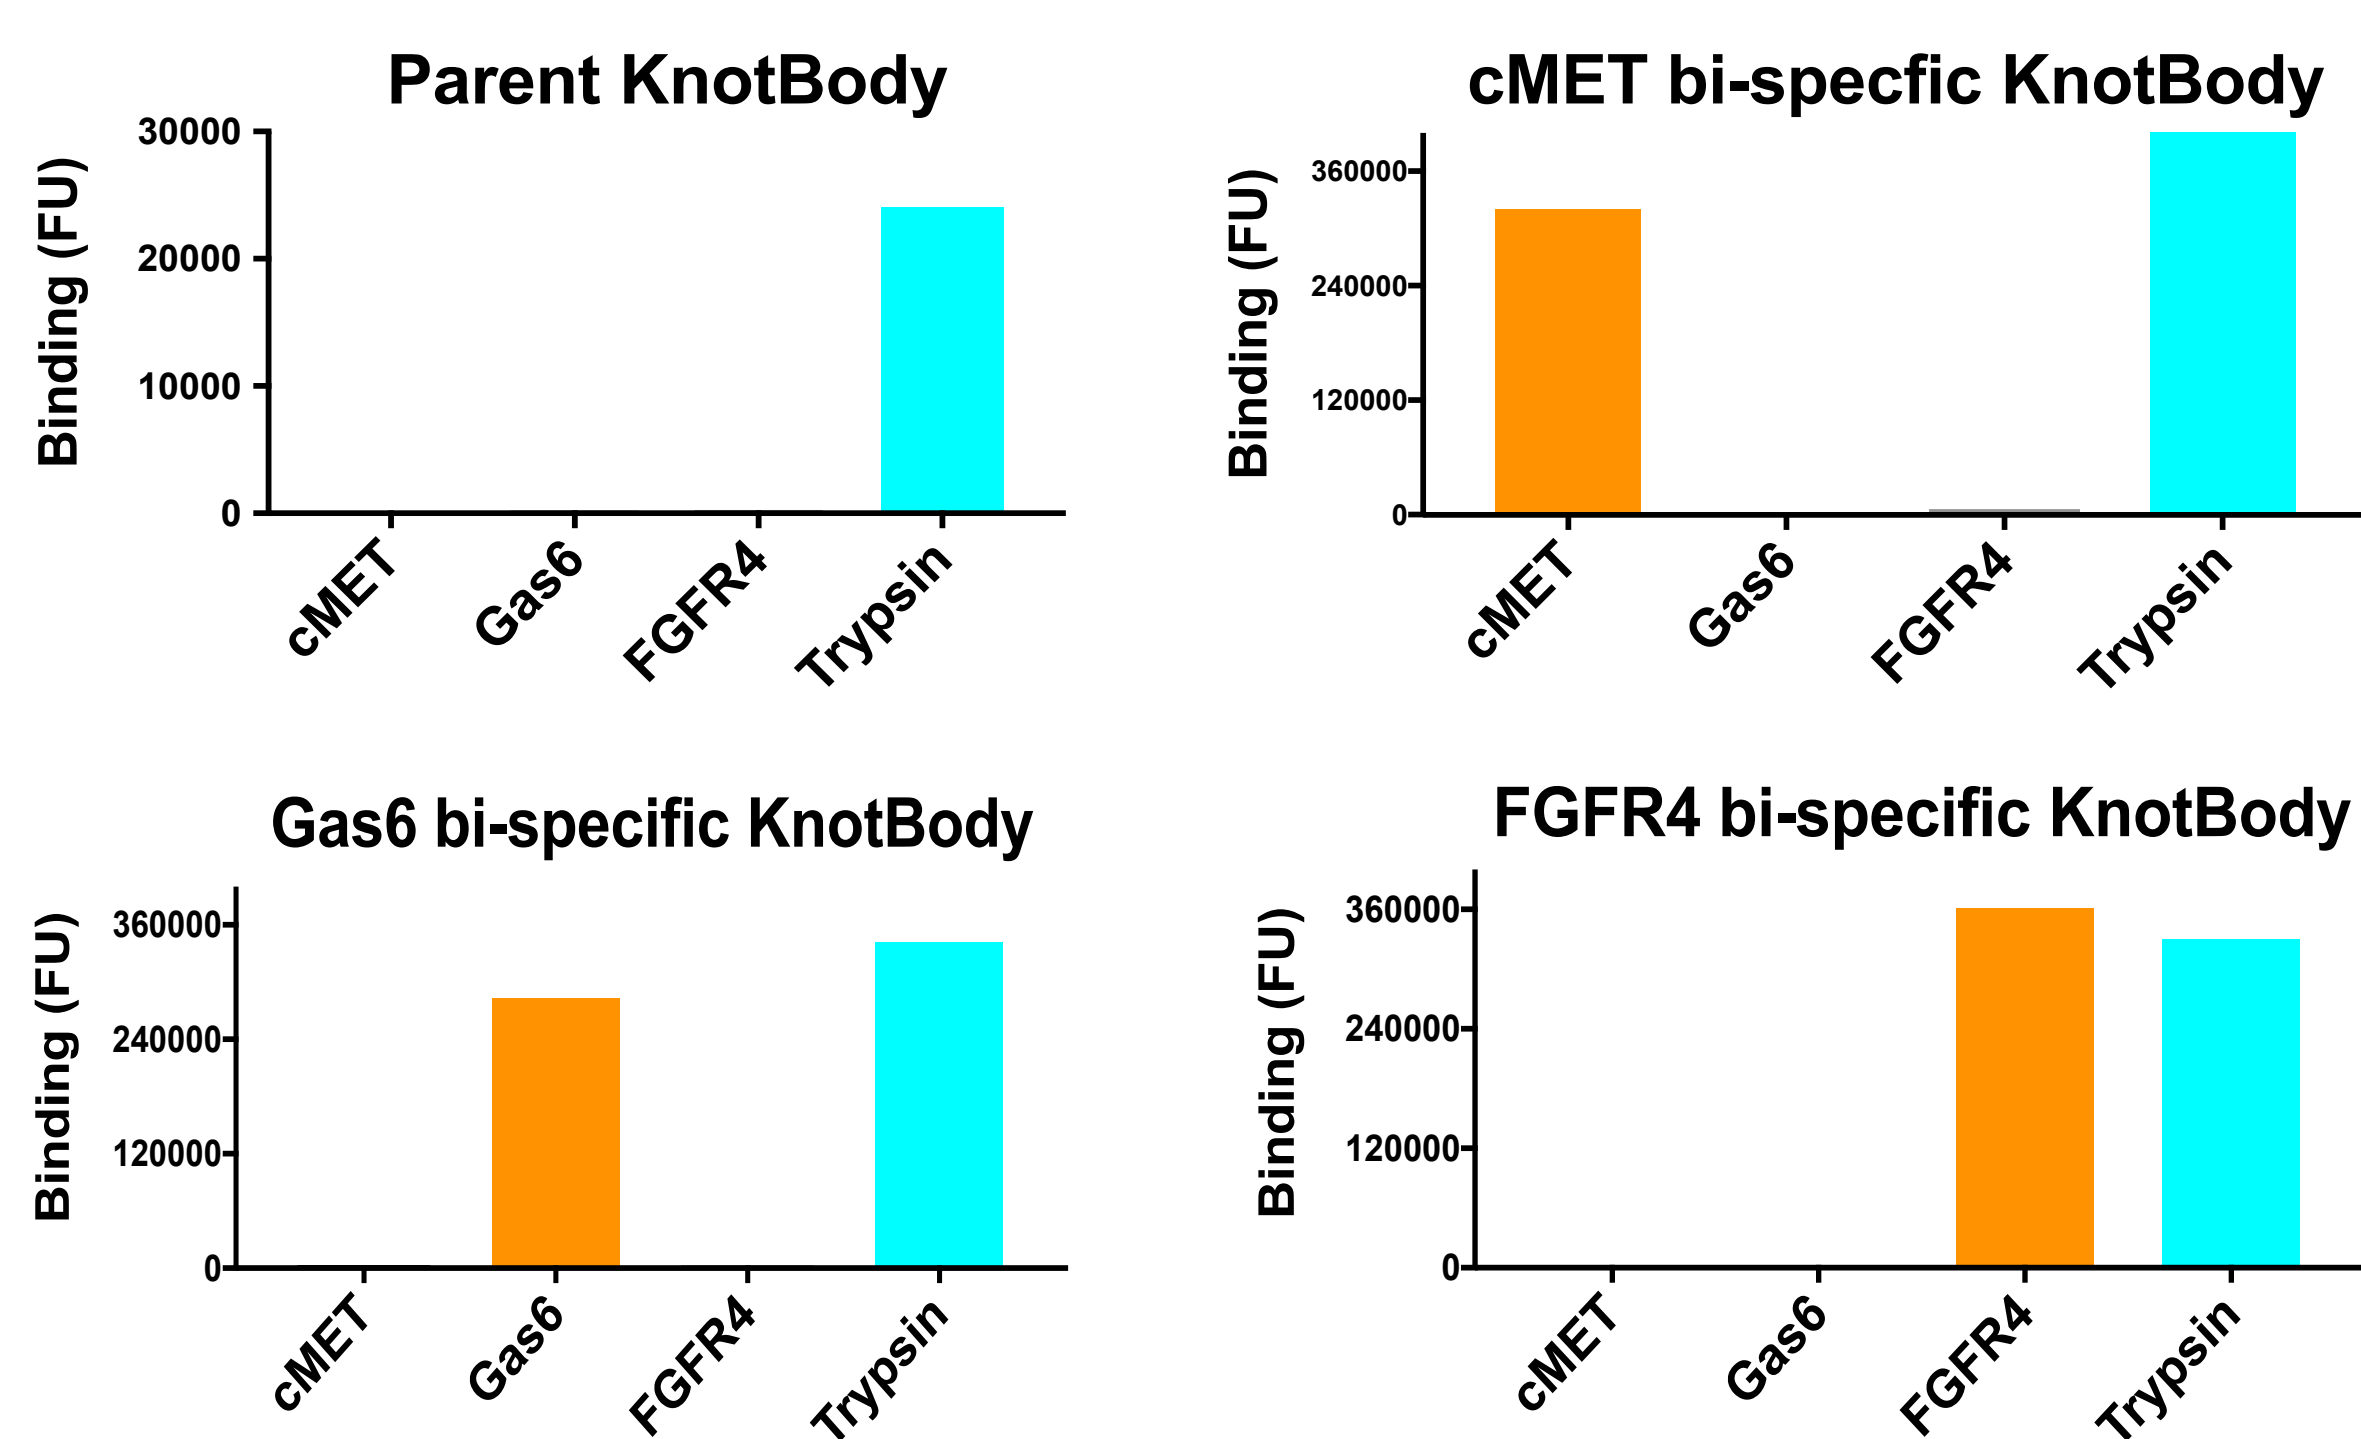 Parent KnotBody
Binding (FU)
30000
20000
10000
0
cMET
Gas6
FGFR4
Trypsin
cMET bi-specfic KnotBody
Binding (FU)
360000
240000
120000
0
cMET
Gas6
FGFR4
Trypsin
Gas6 bi-specific KnotBody
Binding (FU)
360000
240000
120000
0
cMET
Gas6
FGFR4
Trypsin
FGFR4 bi-specific KnotBody
Binding (FU)
360000
240000
120000
0
cMET
Gas6
FGFR4
Trypsin